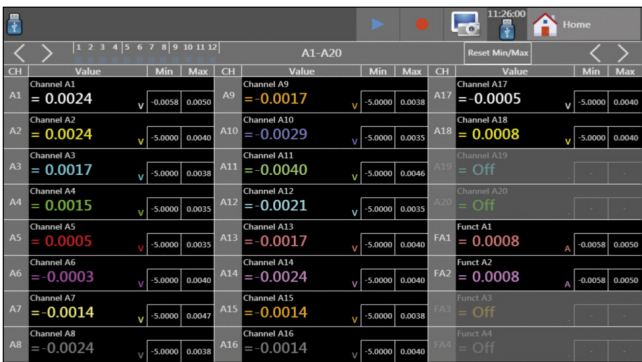 11:26:00
Home
1 2 3 4 5 6 7 8 9 10 11 12
A1-A20
Reset Min/Max
CH Value Min Max CH Value Min Max CH Value Min Max
A1 Channel A1 = 0.0024 V -0.0058 0.0050
A2 Channel A2 = 0.0024 V -5.0000 0.0040
A3 Channel A3 = 0.0017 V -5.0000 0.0038
A4 Channel A4 = 0.0015 V -5.0000 0.0035
A5 Channel A5 = 0.0005 V -5.0000 0.0035
A6 Channel A6 =-0.0003 V -5.0000 0.0040
A7 Channel A7 =-0.0014 V -5.0000 0.0047
A8 Channel A8 =-0.0024 V -5.0000 0.0038
A9 Channel A9 =-0.0017 V -5.0000 0.0038
A10 Channel A10 =-0.0029 V -5.0000 0.0035
A11 Channel A11 =-0.0040 V -5.0000 0.0046
A12 Channel A12 =-0.0021 V -5.0000 0.0035
A13 Channel A13 =-0.0017 V -5.0000 0.0040
A14 Channel A14 =-0.0024 V -5.0000 0.0040
A15 Channel A15 =-0.0014 V -5.0000 0.0038
A16 Channel A16 =-0.0014 V -5.0000 0.0040
A17 Channel A17 =-0.0005 V -5.0000 0.0040
A18 Channel A18 = 0.0008 V -5.0000 0.0040
A19 Channel A19 = Off - -
A20 Channel A20 = Off - -
FA1 Funct A1 = 0.0008 A -0.0058 0.0050
FA2 Funct A2 = 0.0008 A -0.0058 0.0050
FA3 Funct A3 = Off - -
FA4 Funct A4 = Off - -